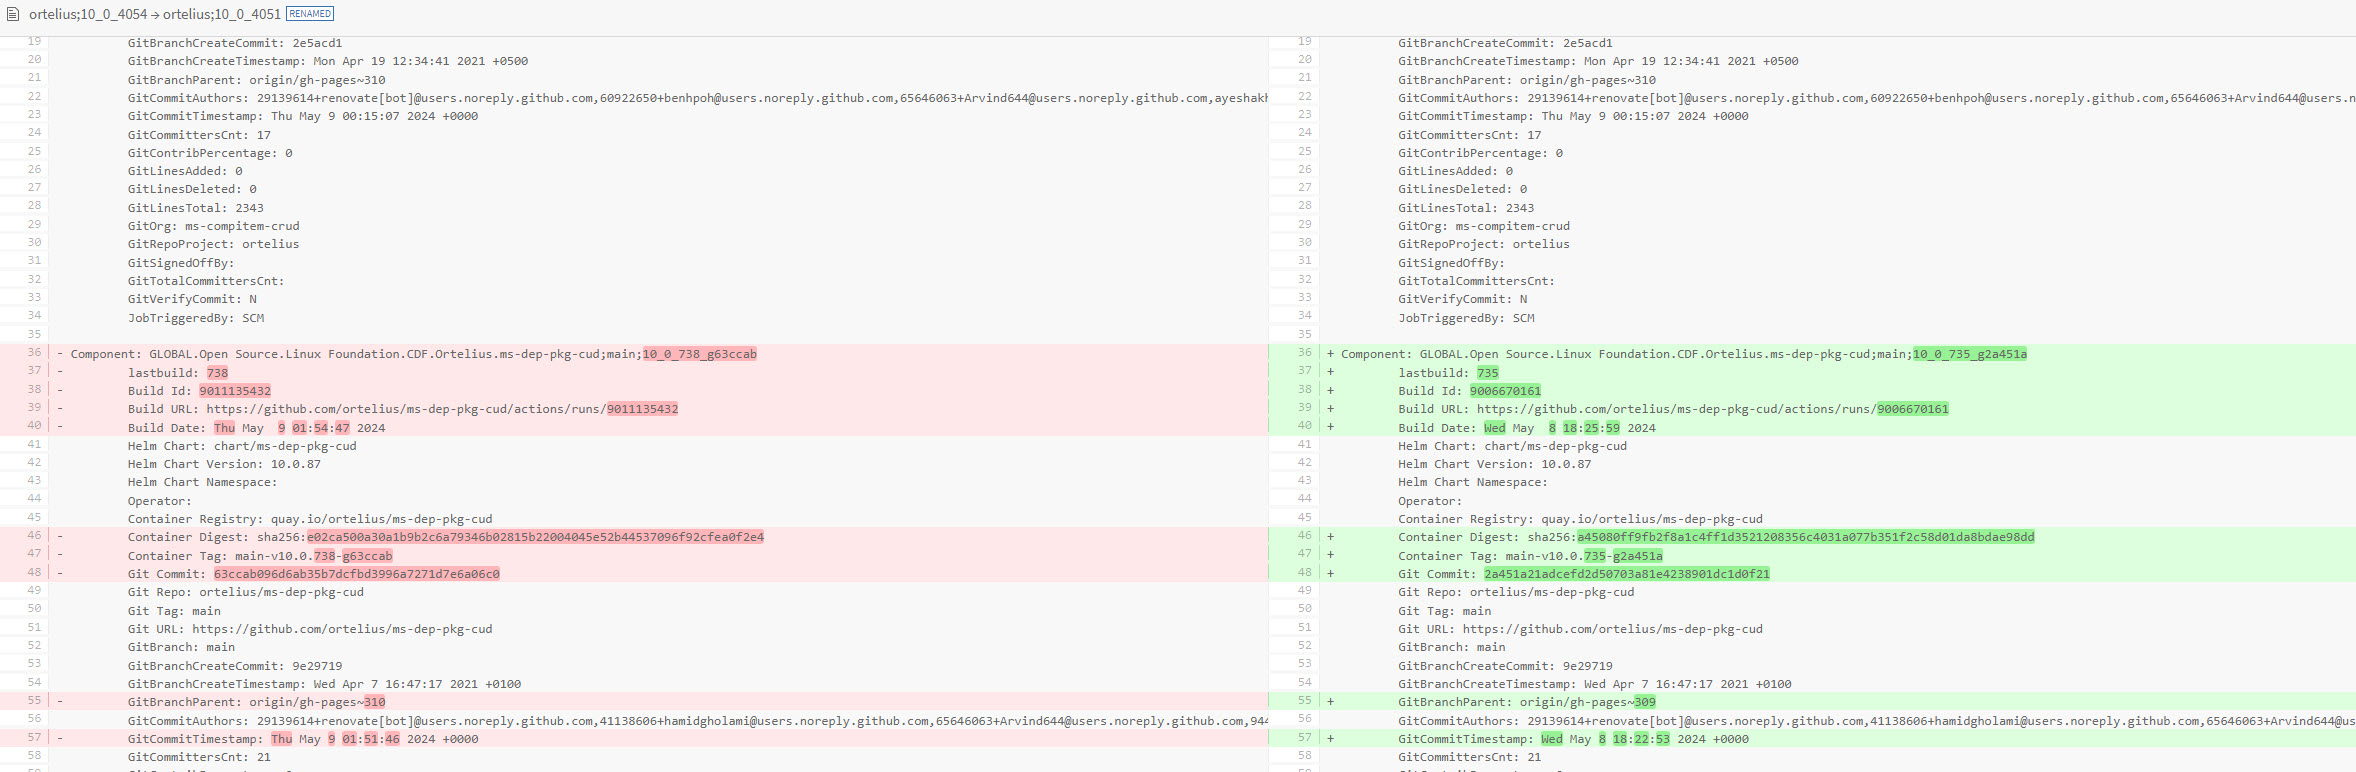 ortelius;10_0_4054 → ortelius;10_0_4051 RENAMED
19 GitBranchCreateCommit: 2e5acd1
20 GitBranchCreateTimestamp: Mon Apr 19 12:34:41 2021 +0500
21 GitBranchParent: origin/gh-pages~310
22 GitCommitAuthors: 29139614+renovate[bot]@users.noreply.github.com,60922650+benhpoh@users.noreply.github.com,65646063+Arvind644@users.noreply.github.com,ayeshakh
23 GitCommitTimestamp: Thu May 9 00:15:07 2024 +0000
24 GitCommittersCnt: 17
25 GitContribPercentage: 0
26 GitLinesAdded: 0
27 GitLinesDeleted: 0
28 GitLinesTotal: 2343
29 GitOrg: ms-compitem-crud
30 GitRepoProject: ortelius
31 GitSignedOffBy:
32 GitTotalCommittersCnt:
33 GitVerifyCommit: N
34 JobTriggeredBy: SCM
35
36 - Component: GLOBAL.Open Source.Linux Foundation.CDF.Ortelius.ms-dep-pkg-cud;main;10_0_738_g63ccab
37 - lastbuild: 738
38 - Build Id: 9011135432
39 - Build URL: https://github.com/ortelius/ms-dep-pkg-cud/actions/runs/9011135432
40 - Build Date: Thu May  9 01:54:47 2024
41 Helm Chart: chart/ms-dep-pkg-cud
42 Helm Chart Version: 10.0.87
43 Helm Chart Namespace:
44 Operator:
45 Container Registry: quay.io/ortelius/ms-dep-pkg-cud
46 - Container Digest: sha256:e02ca500a30a1b9b2c6a79346b02815b22004045e52b44537096f92cfea0f2e4
47 - Container Tag: main-v10.0.738-g63ccab
48 - Git Commit: 63ccab096d6ab35b7dcfbd3996a7271d7e6a06c0
49 Git Repo: ortelius/ms-dep-pkg-cud
50 Git Tag: main
51 Git URL: https://github.com/ortelius/ms-dep-pkg-cud
52 GitBranch: main
53 GitBranchCreateCommit: 9e29719
54 GitBranchCreateTimestamp: Wed Apr 7 16:47:17 2021 +0100
55 - GitBranchParent: origin/gh-pages~310
56 GitCommitAuthors: 29139614+renovate[bot]@users.noreply.github.com,41138606+hamidgholami@users.noreply.github.com,65646063+Arvind644@users.noreply.github.com,944
57 - GitCommitTimestamp: Thu May 9 01:51:46 2024 +0000
58 GitCommittersCnt: 21
19 GitBranchCreateCommit: 2e5acd1
20 GitBranchCreateTimestamp: Mon Apr 19 12:34:41 2021 +0500
21 GitBranchParent: origin/gh-pages~310
22 GitCommitAuthors: 29139614+renovate[bot]@users.noreply.github.com,60922650+benhpoh@users.noreply.github.com,65646063+Arvind644@users.n
23 GitCommitTimestamp: Thu May 9 00:15:07 2024 +0000
24 GitCommittersCnt: 17
25 GitContribPercentage: 0
26 GitLinesAdded: 0
27 GitLinesDeleted: 0
28 GitLinesTotal: 2343
29 GitOrg: ms-compitem-crud
30 GitRepoProject: ortelius
31 GitSignedOffBy:
32 GitTotalCommittersCnt:
33 GitVerifyCommit: N
34 JobTriggeredBy: SCM
35
36 + Component: GLOBAL.Open Source.Linux Foundation.CDF.Ortelius.ms-dep-pkg-cud;main;10_0_735_g2a451a
37 + lastbuild: 735
38 + Build Id: 9006670161
39 + Build URL: https://github.com/ortelius/ms-dep-pkg-cud/actions/runs/9006670161
40 + Build Date: Wed May  8 18:25:59 2024
41 Helm Chart: chart/ms-dep-pkg-cud
42 Helm Chart Version: 10.0.87
43 Helm Chart Namespace:
44 Operator:
45 Container Registry: quay.io/ortelius/ms-dep-pkg-cud
46 + Container Digest: sha256:a45080ff9fb2f8a1c4ff1d3521208356c4031a077b351f2c58d01da8bdae98dd
47 + Container Tag: main-v10.0.735-g2a451a
48 + Git Commit: 2a451a21adcefd2d50703a81e4238901dc1d0f21
49 Git Repo: ortelius/ms-dep-pkg-cud
50 Git Tag: main
51 Git URL: https://github.com/ortelius/ms-dep-pkg-cud
52 GitBranch: main
53 GitBranchCreateCommit: 9e29719
54 GitBranchCreateTimestamp: Wed Apr 7 16:47:17 2021 +0100
55 + GitBranchParent: origin/gh-pages~309
56 GitCommitAuthors: 29139614+renovate[bot]@users.noreply.github.com,41138606+hamidgholami@users.noreply.github.com,65646063+Arvind644@us
57 + GitCommitTimestamp: Wed May 8 18:22:53 2024 +0000
58 GitCommittersCnt: 21